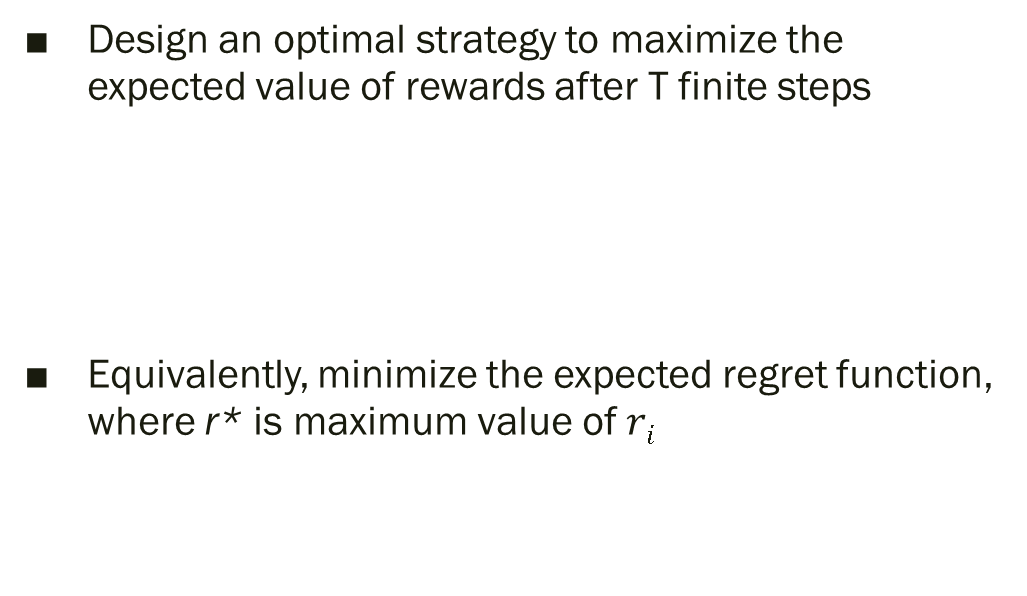 ▪ Design an optimal strategy to maximize the
expected value of rewards after T finite steps
▪ Equivalently, minimize the expected regret function,
where r* is maximum value of rᵢ